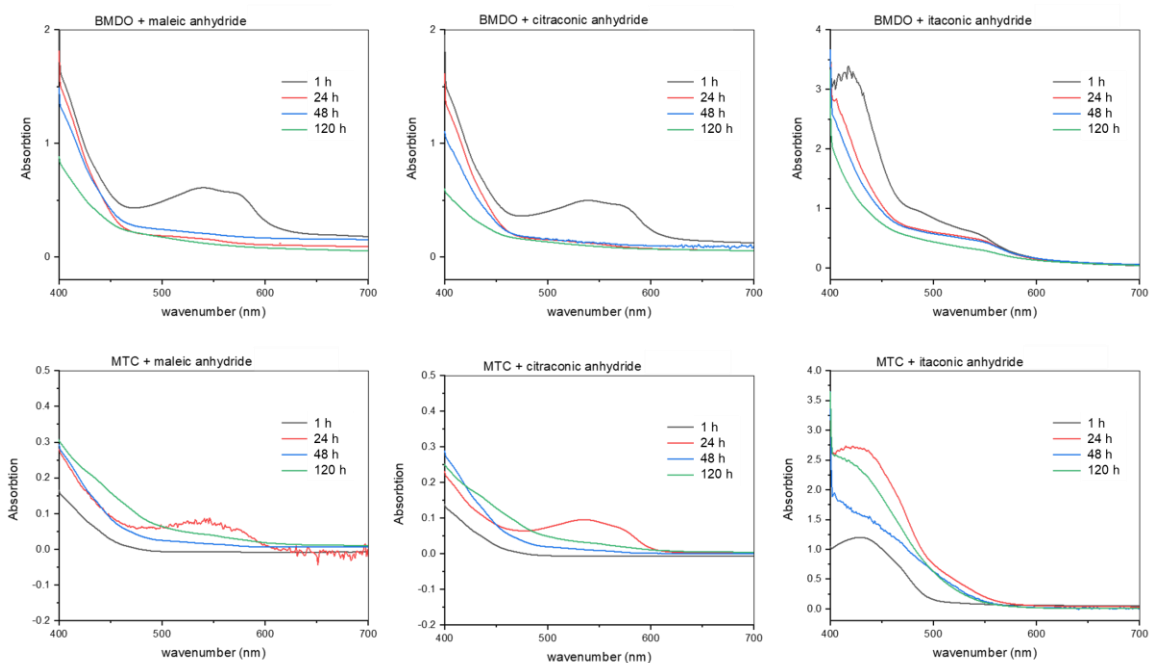 BMDO + maleic anhydride
2
1
0
Absorbtion
1 h
24 h
48 h
120 h
400
500
600
700
wavenumber (nm)
BMDO + citraconic anhydride
2
1
0
Absorbtion
1 h
24 h
48 h
120 h
400
500
600
700
wavenumber (nm)
BMDO + itaconic anhydride
4
3
2
1
0
Absorbtion
1 h
24 h
48 h
120 h
400
500
600
700
wavenumber (nm)
MTC + maleic anhydride
0.5
0.4
0.3
0.2
0.1
0.0
-0.1
-0.2
Absorbtion
1 h
24 h
48 h
120 h
400
500
600
700
wavenumber (nm)
MTC + citraconic anhydride
0.5
0.4
0.3
0.2
0.1
0.0
-0.1
-0.2
Absorbtion
1 h
24 h
48 h
120 h
400
500
600
700
wavenumber (nm)
MTC + itaconic anhydride
4.0
3.5
3.0
2.5
2.0
1.5
1.0
0.5
0.0
Absorbtion
1 h
24 h
48 h
120 h
400
500
600
700
wavenumber (nm)